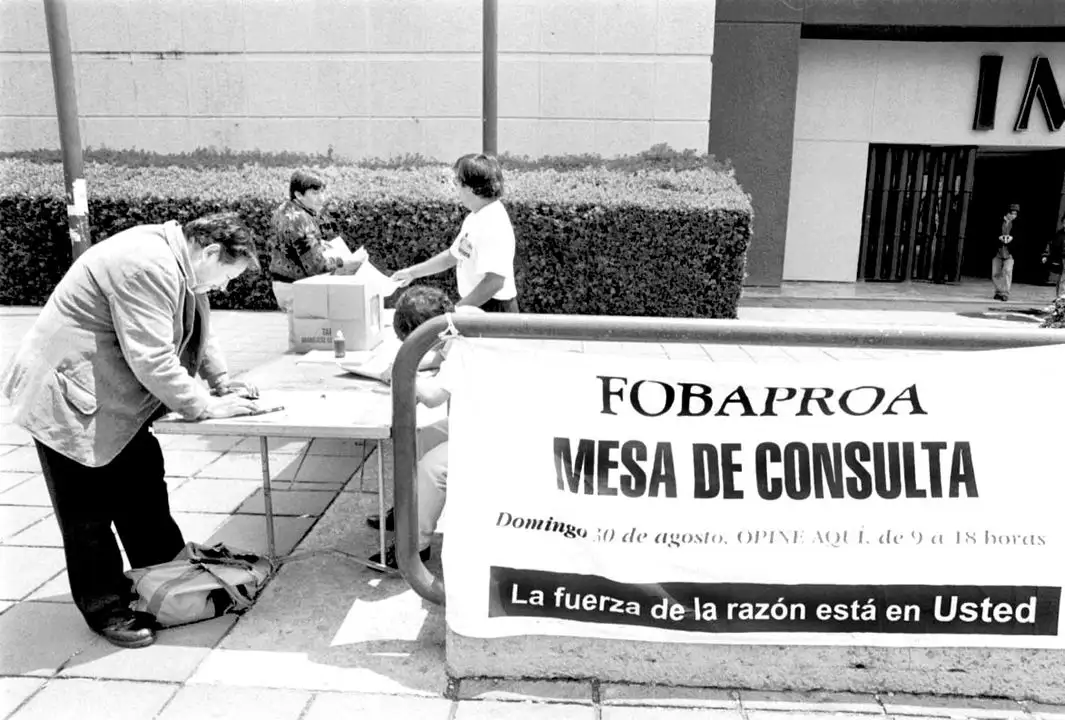 IM
FOBAPROA
MESA DE CONSULTA
Domingo 30 de agosto, OPINE AQUÍ, de 9 a 18 horas
La fuerza de la razón está en Usted